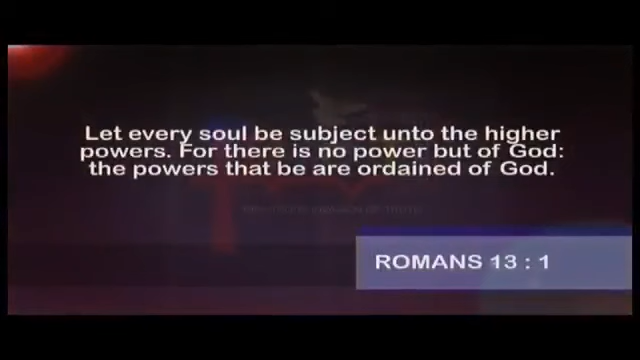 Let every soul be subject unto the higher
powers. For there is no power but of God:
the powers that be are ordained of God.
ROMANS 13 : 1